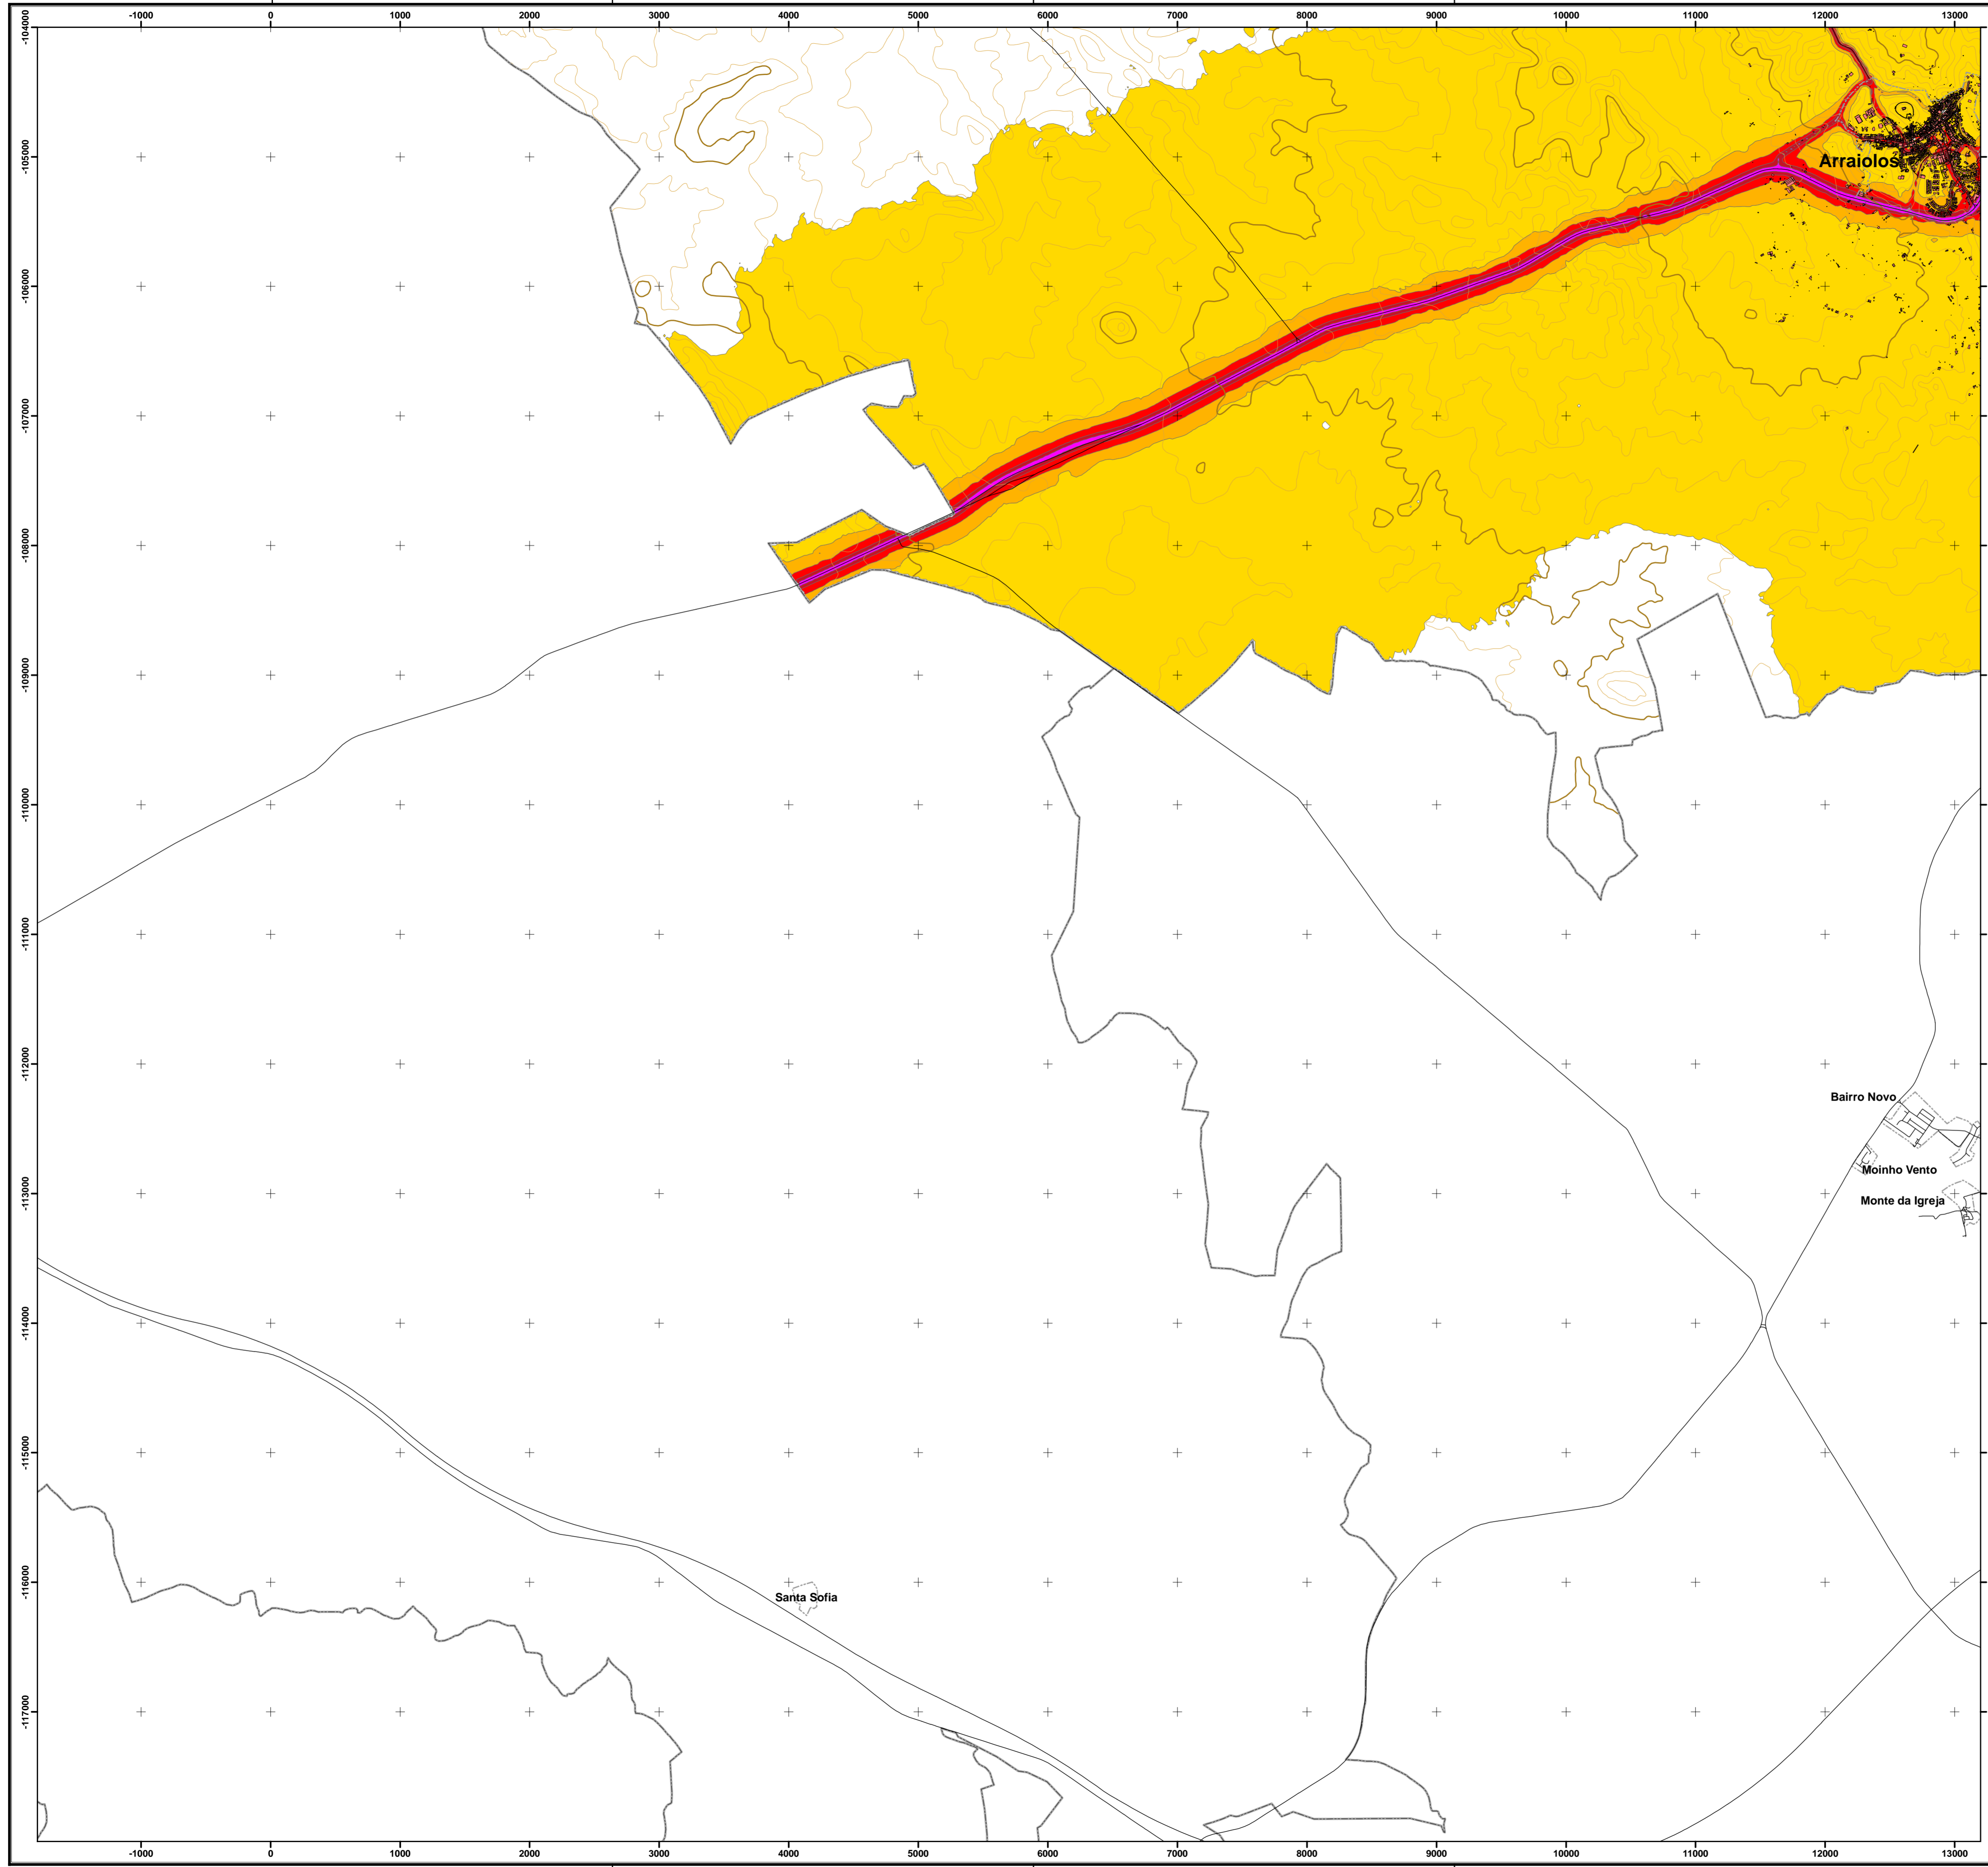 -1000 0 1000 2000 3000 4000 5000 6000 7000 8000 9000 10000 11000 12000 13000
-104000
-105000
Arraiolos
-106000
-107000
-108000
-109000
-110000
-111000
-112000
Bairro Novo
Moinho Vento
-113000
Monte da Igreja
-114000
-115000
-116000
Santa Sofia
-117000
-1000 0 1000 2000 3000 4000 5000 6000 7000 8000 9000 10000 11000 12000 13000